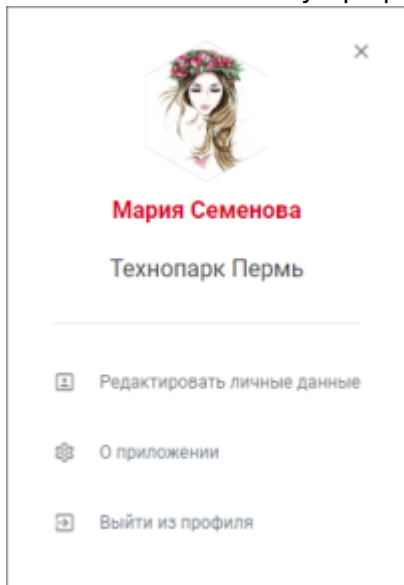 Мария Семенова
Технопарк Пермь
Редактировать личные данные
О приложении
Выйти из профиля